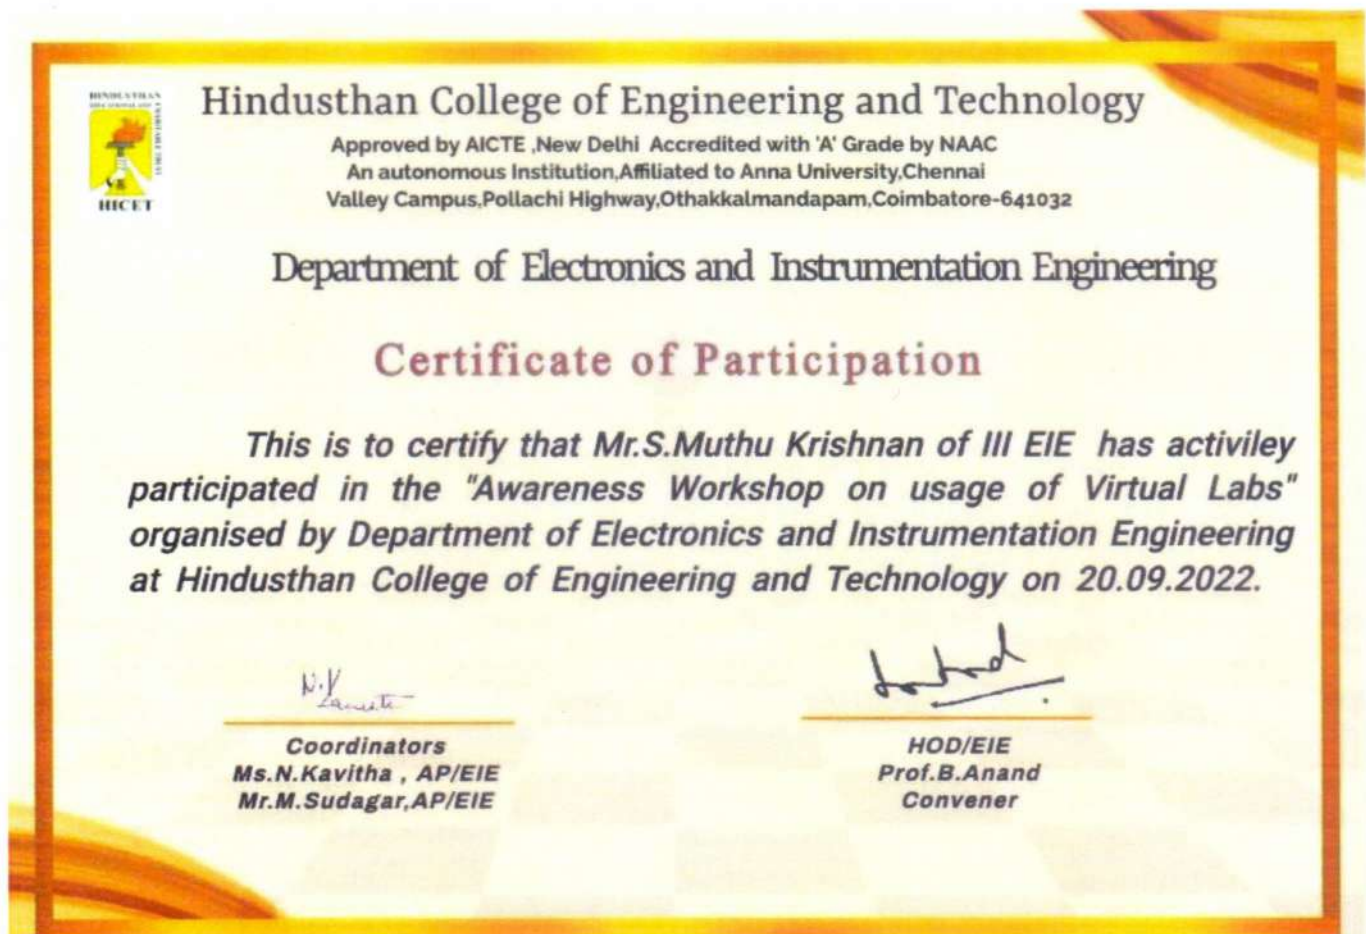 HINDUSTHAN
HICET
Hindusthan College of Engineering and Technology
Approved by AICTE ,New Delhi Accredited with 'A' Grade by NAAC
An autonomous Institution,Affiliated to Anna University,Chennai
Valley Campus,Pollachi Highway,Othakkalmandapam,Coimbatore-641032
Department of Electronics and Instrumentation Engineering
Certificate of Participation
This is to certify that Mr.S.Muthu Krishnan of III EIE has activiley
participated in the "Awareness Workshop on usage of Virtual Labs"
organised by Department of Electronics and Instrumentation Engineering
at Hindusthan College of Engineering and Technology on 20.09.2022.
Coordinators
Ms.N.Kavitha , AP/EIE
Mr.M.Sudagar,AP/EIE
HOD/EIE
Prof.B.Anand
Convener